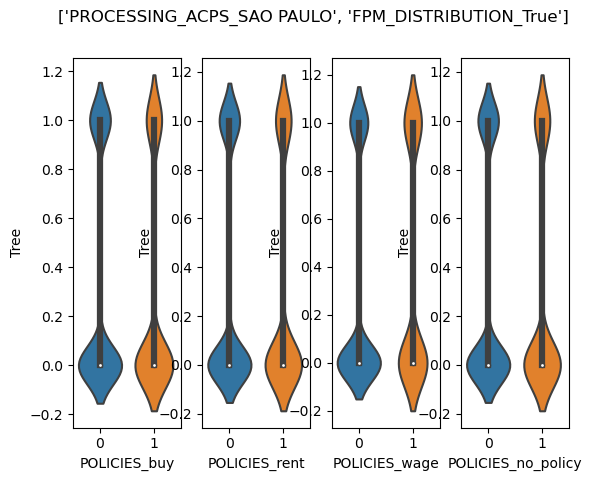 ['PROCESSING_ACPS_SAO PAULO', 'FPM_DISTRIBUTION_True']
1.2 1.2 1.2 1.2
1.0 1.0 1.0 1.0
0.8 0.8 0.8 0.8
0.6 0.6 0.6 0.6
Tree Tree Tree Tree
0.4 0.4 0.4 0.4
0.2 0.2 0.2 0.2
0.0 0.0 0.0 0.0
−0.2 −0.2 −0.2 −0.2
0 1 0 1 0 1 0 1
POLICIES_buy POLICIES_rent POLICIES_wage POLICIES_no_policy